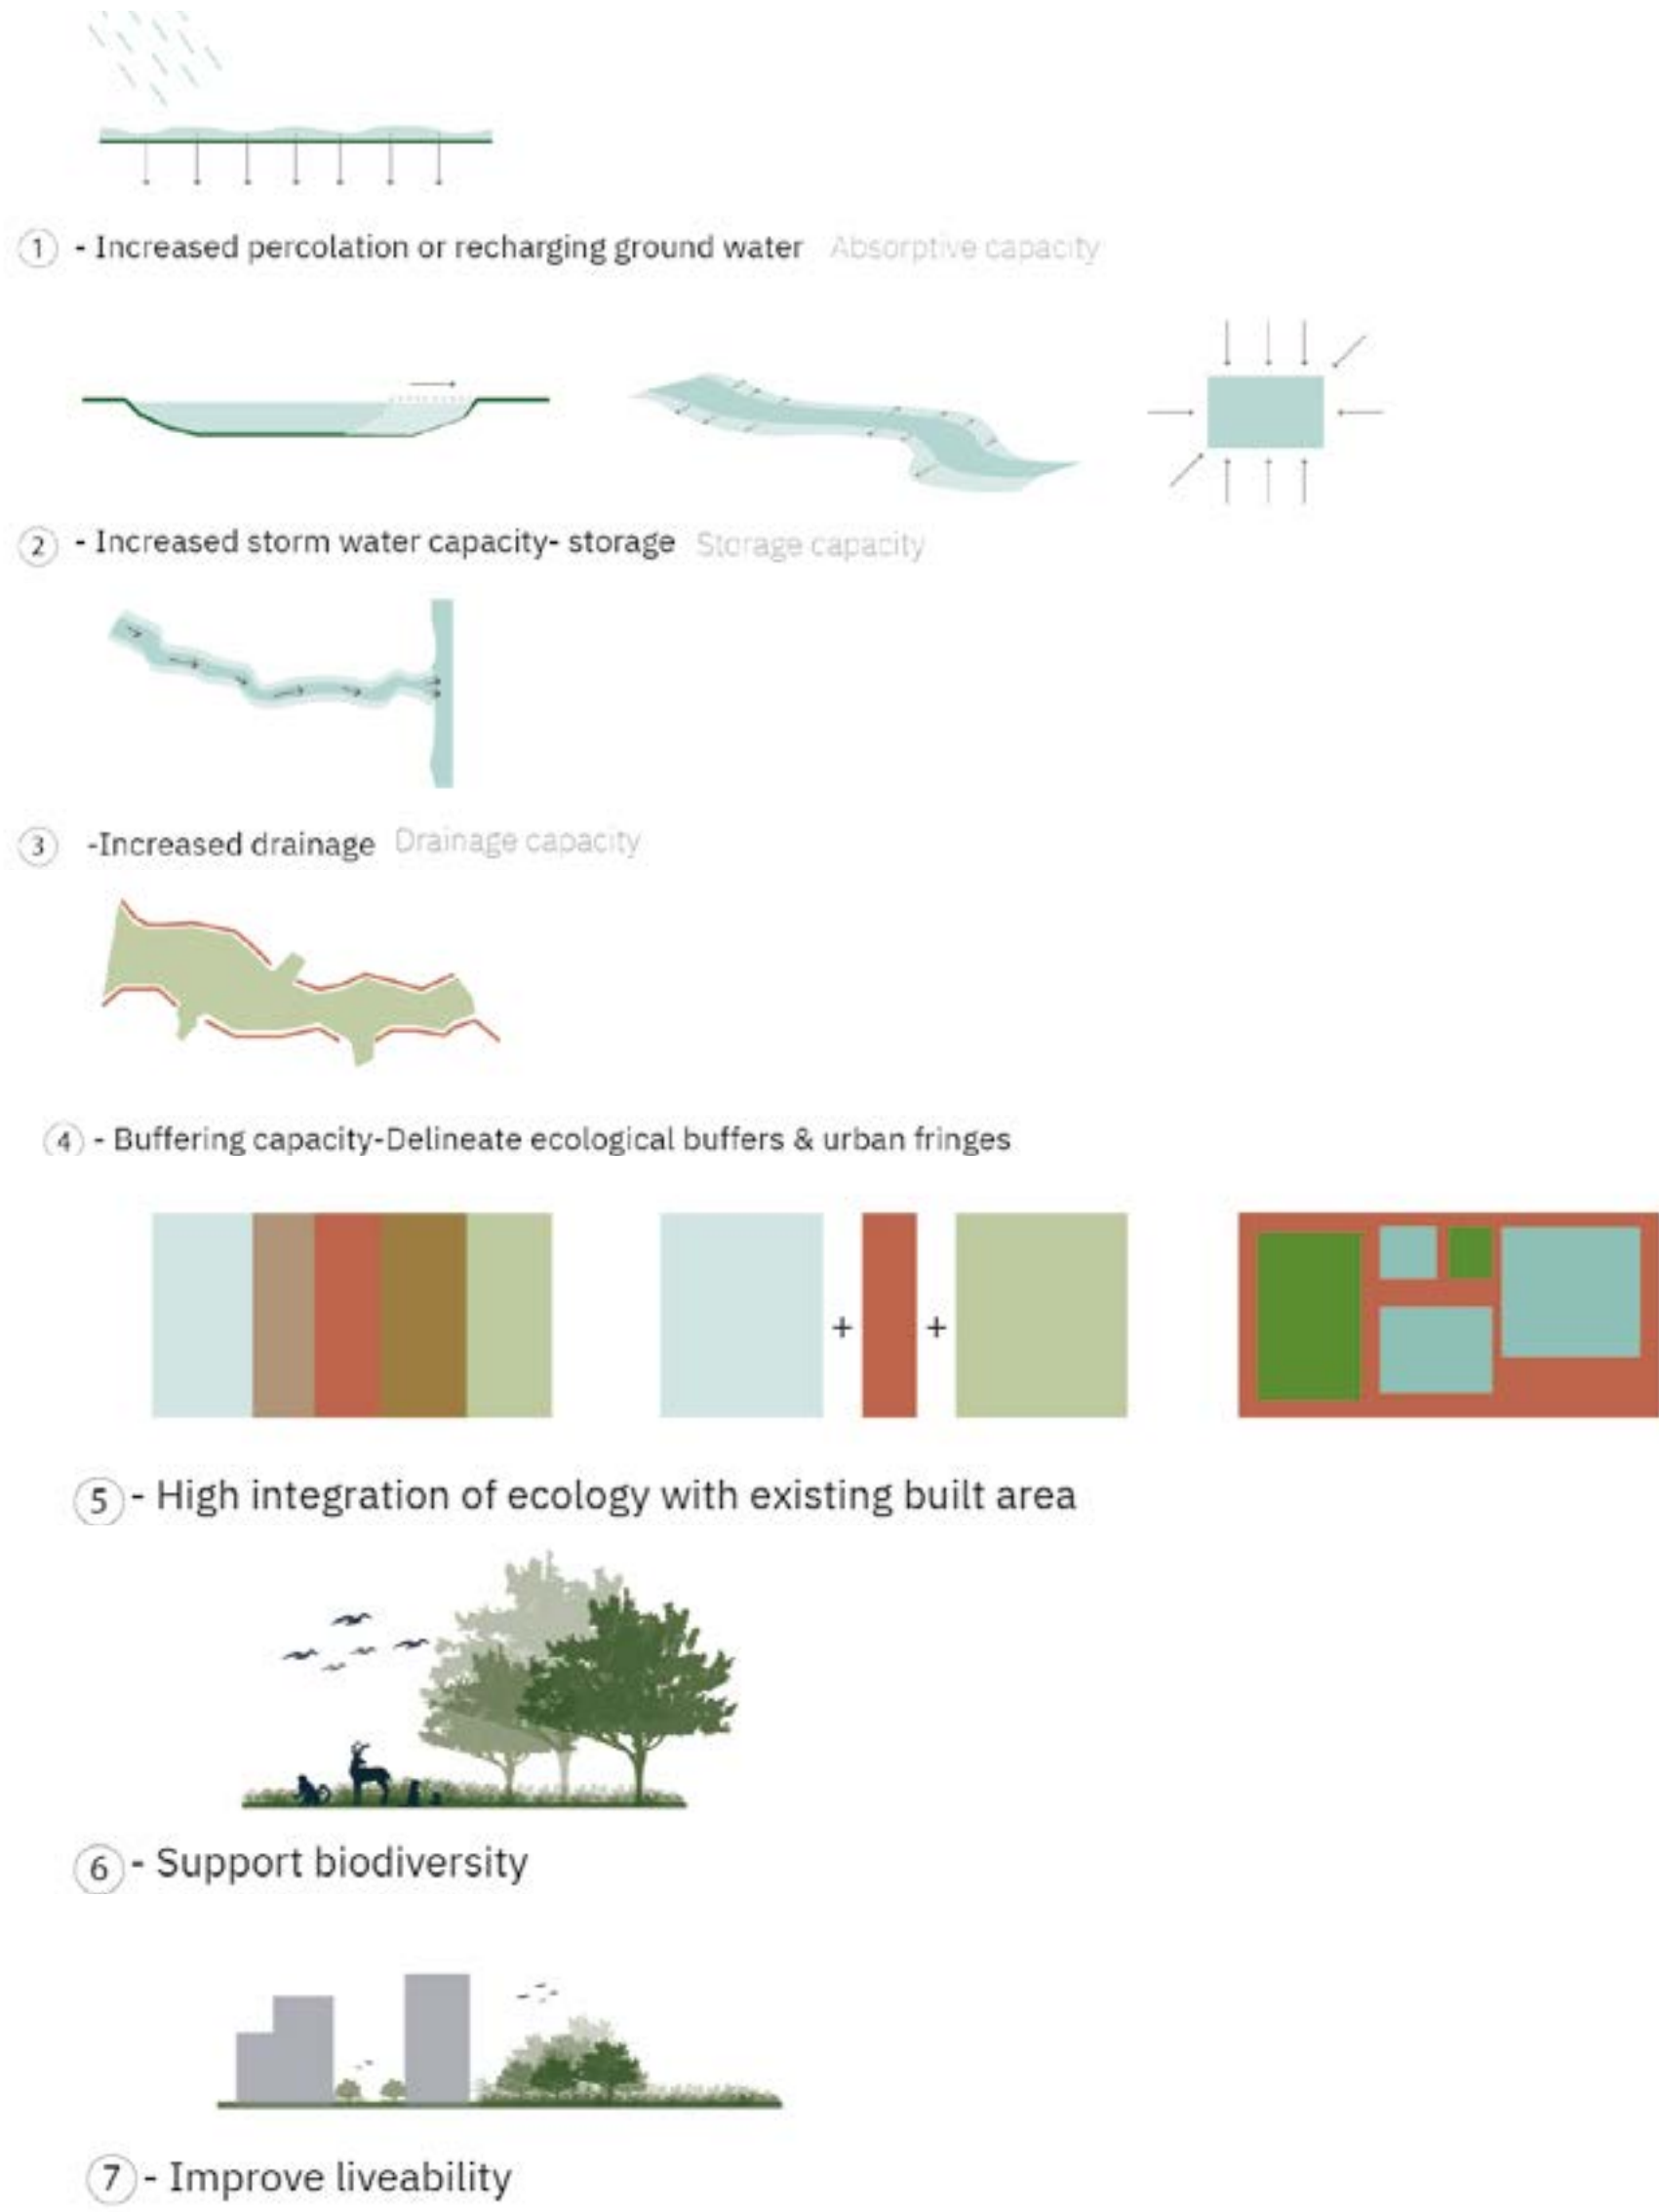 1 - Increased percolation or recharging ground water Absorptive capacity
2 - Increased storm water capacity- storage Storage capacity
3 -Increased drainage Drainage capacity
4 - Buffering capacity-Delineate ecological buffers & urban fringes
+ +
5 - High integration of ecology with existing built area
6 - Support biodiversity
7 - Improve liveability